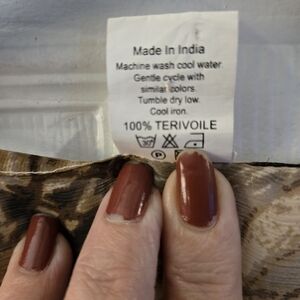 Made In India
Machine wash cool water.
Gentle cycle with
similar colors.
Tumble dry low.
Cool iron.
100% TERIVOILE
30°
P